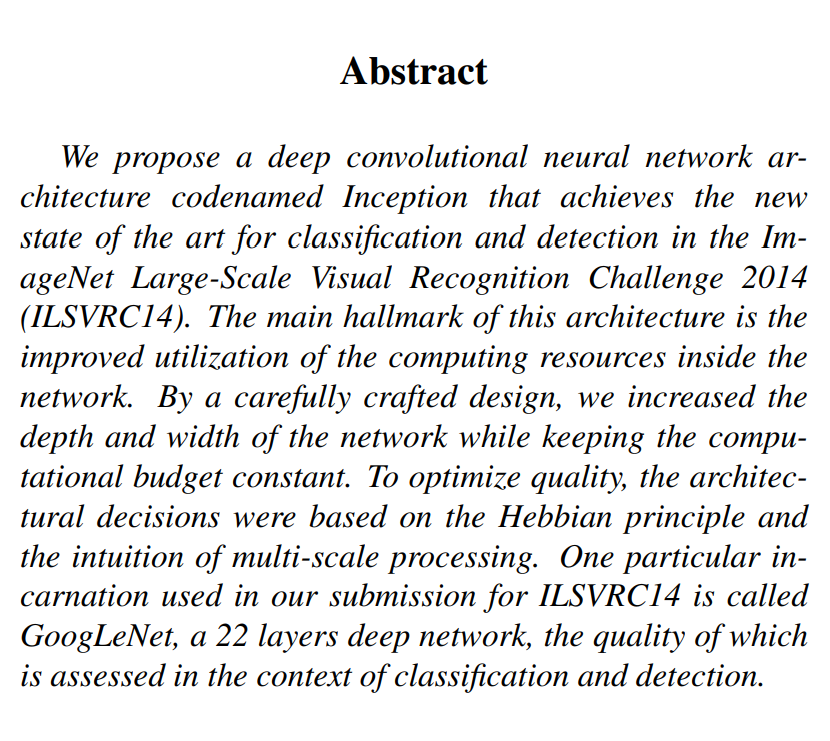 Abstract
We propose a deep convolutional neural network ar-
chitecture codenamed Inception that achieves the new
state of the art for classification and detection in the Im-
ageNet Large-Scale Visual Recognition Challenge 2014
(ILSVRC14). The main hallmark of this architecture is the
improved utilization of the computing resources inside the
network. By a carefully crafted design, we increased the
depth and width of the network while keeping the compu-
tational budget constant. To optimize quality, the architec-
tural decisions were based on the Hebbian principle and
the intuition of multi-scale processing. One particular in-
carnation used in our submission for ILSVRC14 is called
GoogLeNet, a 22 layers deep network, the quality of which
is assessed in the context of classification and detection.